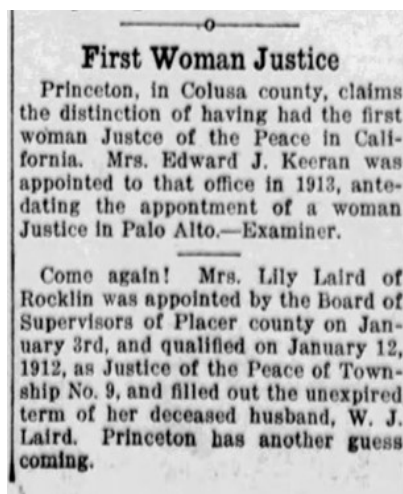 First Woman Justice
Princeton, in Colusa county, claims
the distinction of having had the first
woman Justce of the Peace in Cali-
fornia. Mrs. Edward J. Keeran was
appointed to that office in 1913, ante-
dating the appontment of a woman
Justice in Palo Alto.—Examiner.
Come again! Mrs. Lily Laird of
Rocklin was appointed by the Board of
Supervisors of Placer county on Jan-
uary 3rd, and qualified on January 12,
1912, as Justice of the Peace of Town-
ship No. 9, and filled out the unexpired
term of her deceased husband, W. J.
Laird. Princeton has another guess
coming.